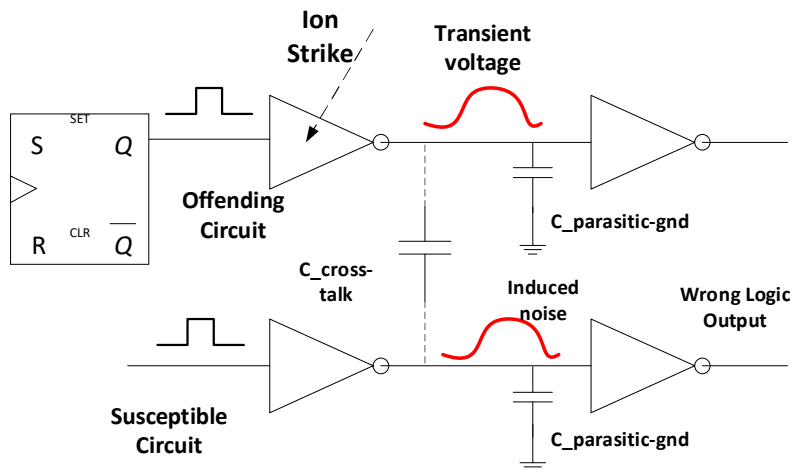 Ion
Strike
Transient
voltage
SET
S Q
Offending
Circuit
R CLR Q
C_parasitic-gnd
C_cross-
talk
Induced
noise
Wrong Logic
Output
Susceptible
Circuit
C_parasitic-gnd